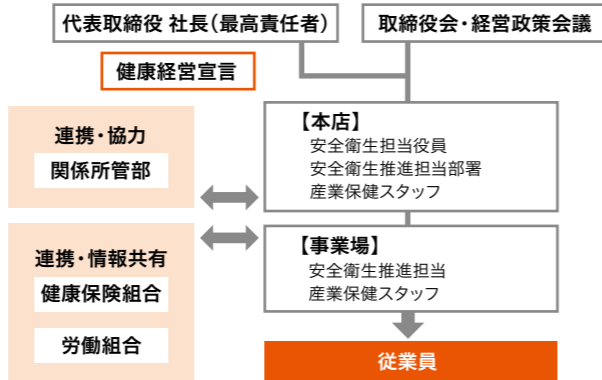 代表取締役 社長（最高責任者）
取締役会・経営政策会議
健康経営宣言
連携・協力
関係所管部
【本店】
安全衛生担当役員
安全衛生推進担当部署
産業保健スタッフ
連携・情報共有
健康保険組合
労働組合
【事業場】
安全衛生推進担当
産業保健スタッフ
従業員